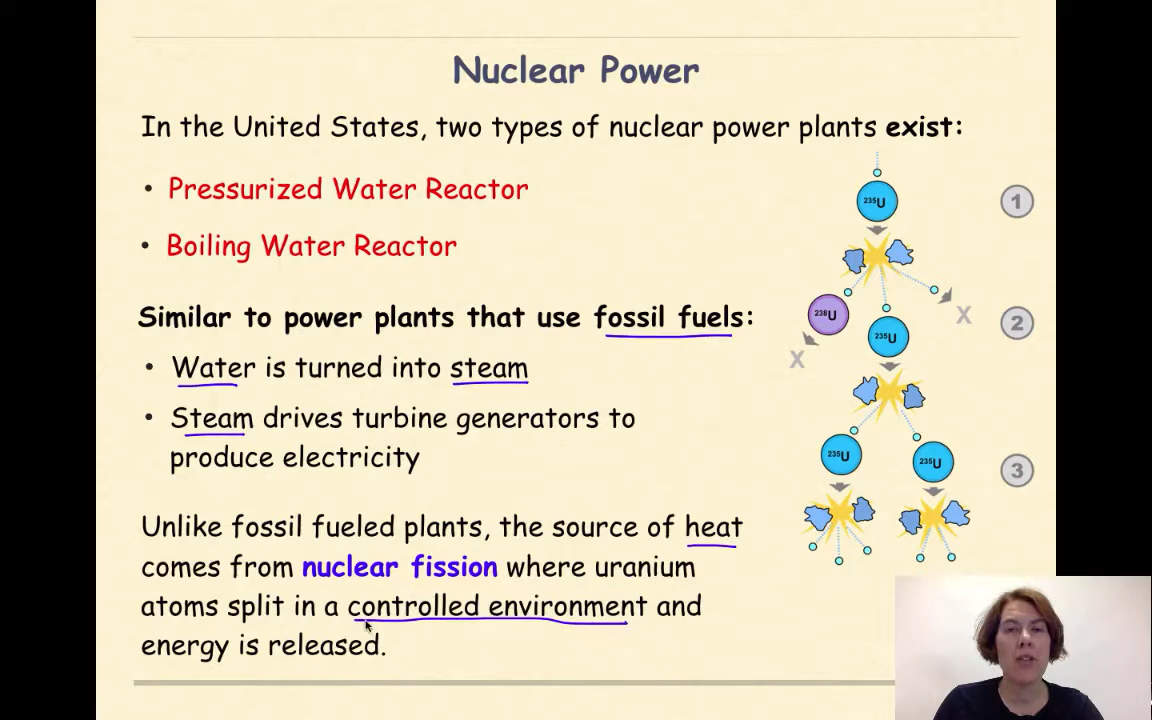 Nuclear Power
In the United States, two types of nuclear power plants exist:
• Pressurized Water Reactor
• Boiling Water Reactor
Similar to power plants that use fossil fuels:
• Water is turned into steam
• Steam drives turbine generators to
produce electricity
Unlike fossil fueled plants, the source of heat
comes from nuclear fission where uranium
atoms split in a controlled environment and
energy is released.
235U
1
238U
X
2
235U
X
235U
235U
3